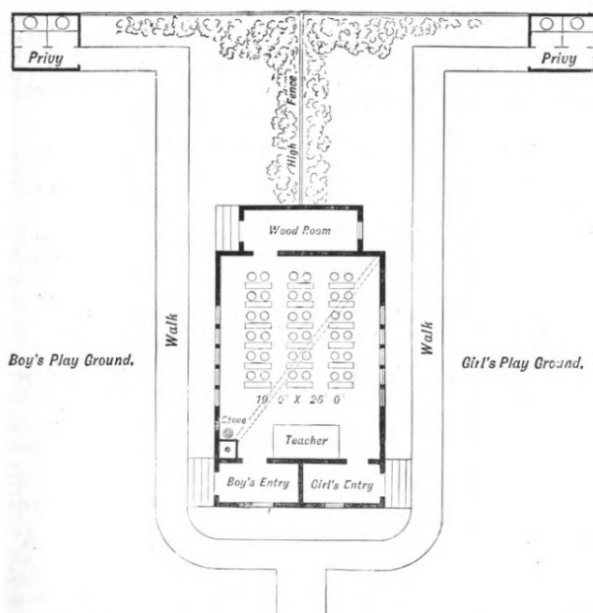 Privy
Privy
High Fence
Wood Room
Walk
Walk
Boy's Play Ground.
Girl's Play Ground.
19' 5" X 26' 0"
Stove
Teacher
Boy's Entry
Girl's Entry